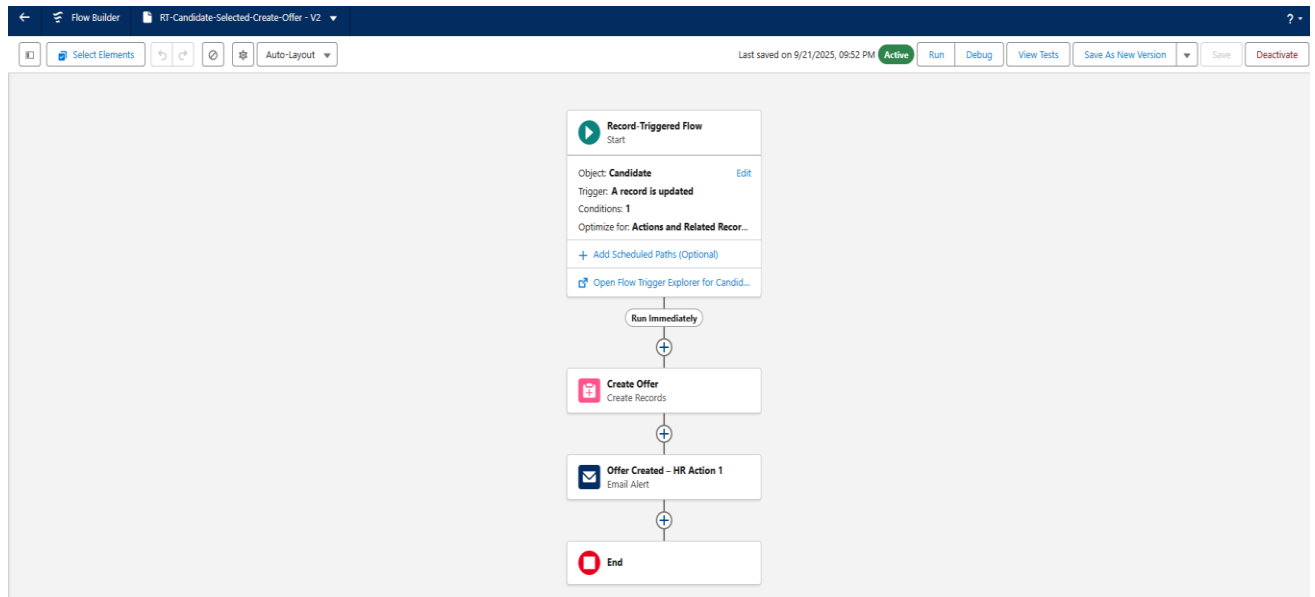 Flow Builder RT-Candidate-Selected-Create-Offer - V2 ?
Select Elements Auto-Layout Last saved on 9/21/2025, 09:52 PM Active Run Debug View Tests Save As New Version Save Deactivate
Record-Triggered Flow
Start
Object: Candidate Edit
Trigger: A record is updated
Conditions: 1
Optimize for: Actions and Related Recor...
+ Add Scheduled Paths (Optional)
Open Flow Trigger Explorer for Candid...
Run Immediately
Create Offer
Create Records
Offer Created – HR Action 1
Email Alert
End